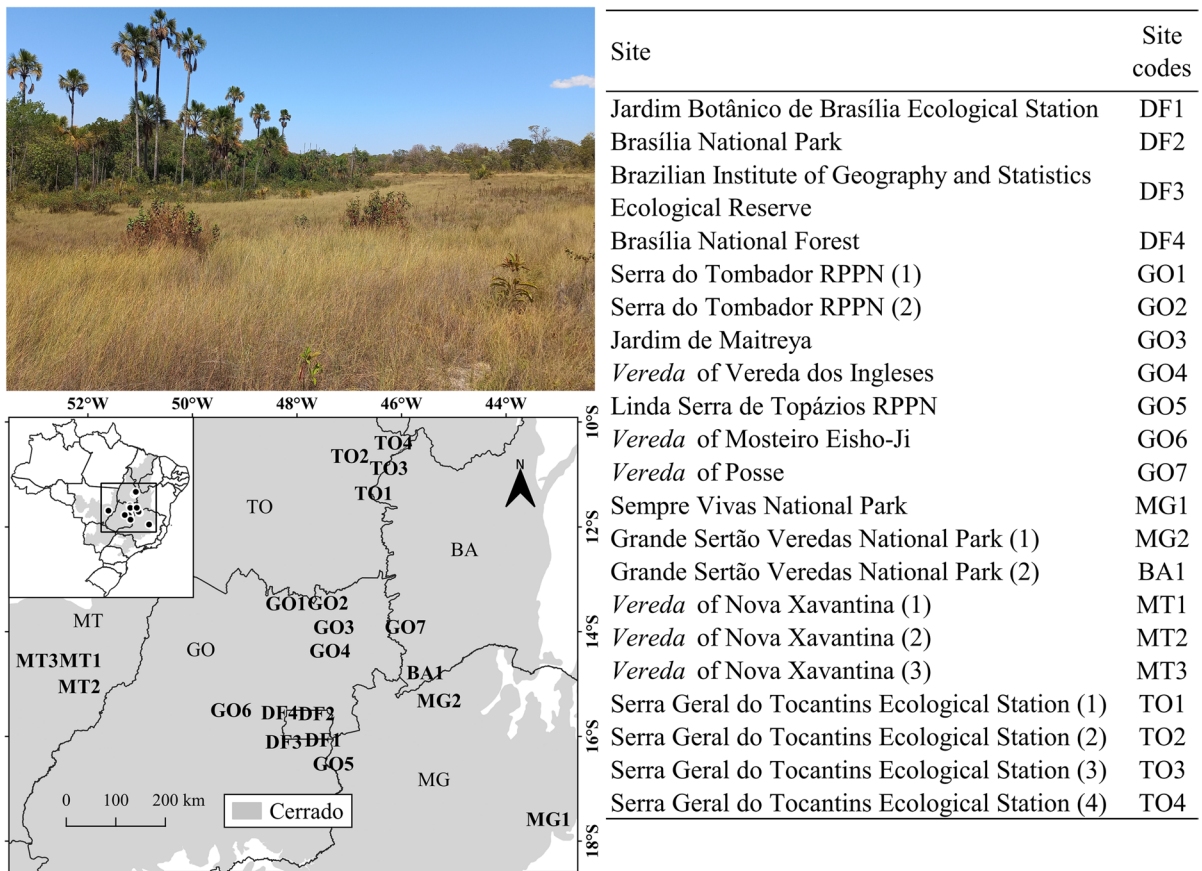 Site Site codes
Jardim Botânico de Brasília Ecological Station DF1
Brasília National Park DF2
Brazilian Institute of Geography and Statistics
Ecological Reserve DF3
Brasília National Forest DF4
Serra do Tombador RPPN (1) GO1
Serra do Tombador RPPN (2) GO2
Jardim de Maitreya GO3
Vereda of Vereda dos Ingleses GO4
Linda Serra de Topázios RPPN GO5
Vereda of Mosteiro Eisho-Ji GO6
Vereda of Posse GO7
Sempre Vivas National Park MG1
Grande Sertão Veredas National Park (1) MG2
Grande Sertão Veredas National Park (2) BA1
Vereda of Nova Xavantina (1) MT1
Vereda of Nova Xavantina (2) MT2
Vereda of Nova Xavantina (3) MT3
Serra Geral do Tocantins Ecological Station (1) TO1
Serra Geral do Tocantins Ecological Station (2) TO2
Serra Geral do Tocantins Ecological Station (3) TO3
Serra Geral do Tocantins Ecological Station (4) TO4
52°W 50°W 48°W 46°W 44°W
10°S
TO4
TO2
TO3
N
TO1
TO
12°S
BA
GO1 GO2
MT
GO3 GO7
14°S
GO
GO4
MT3 MT1
BA1
MT2
MG2
GO6 DF4 DF2
DF3 DF1
16°S
GO5
MG
0 100 200 km
Cerrado
MG1
18°S